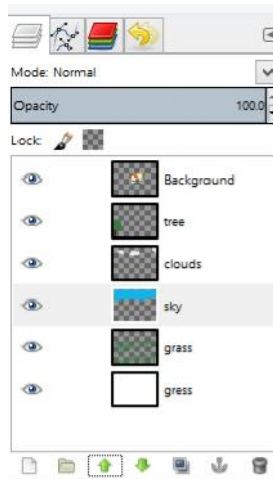 Mode: Normal
Opacity 100.0
Lock:
Background
tree
clouds
sky
grass
gress